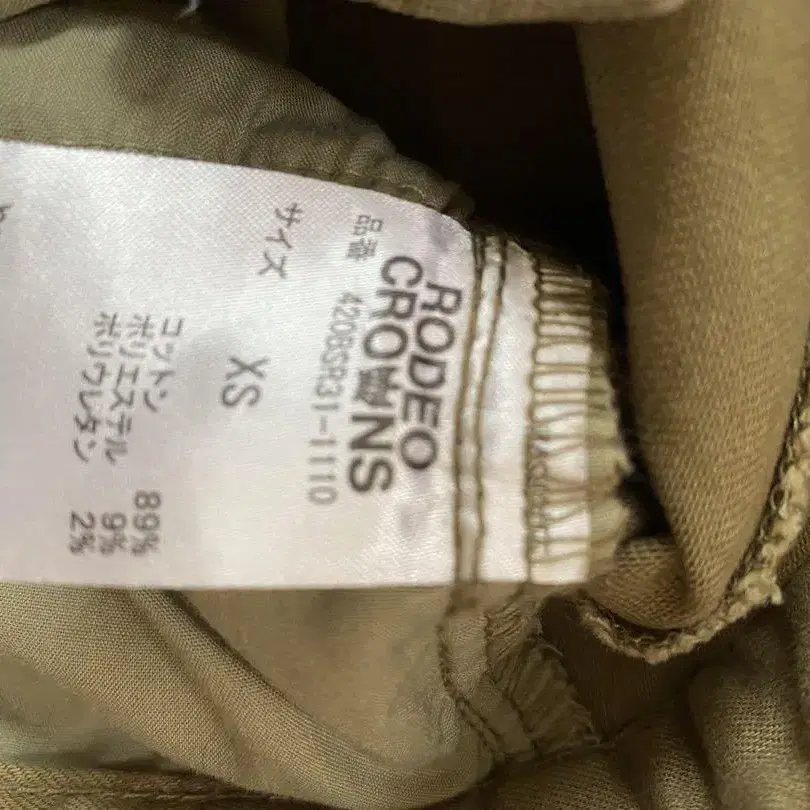 RODEO
CROWNS
品番 420BSR31-1110
サイズ
XS
コットン 89%
ポリエステル 9%
ポリウレタン 2%